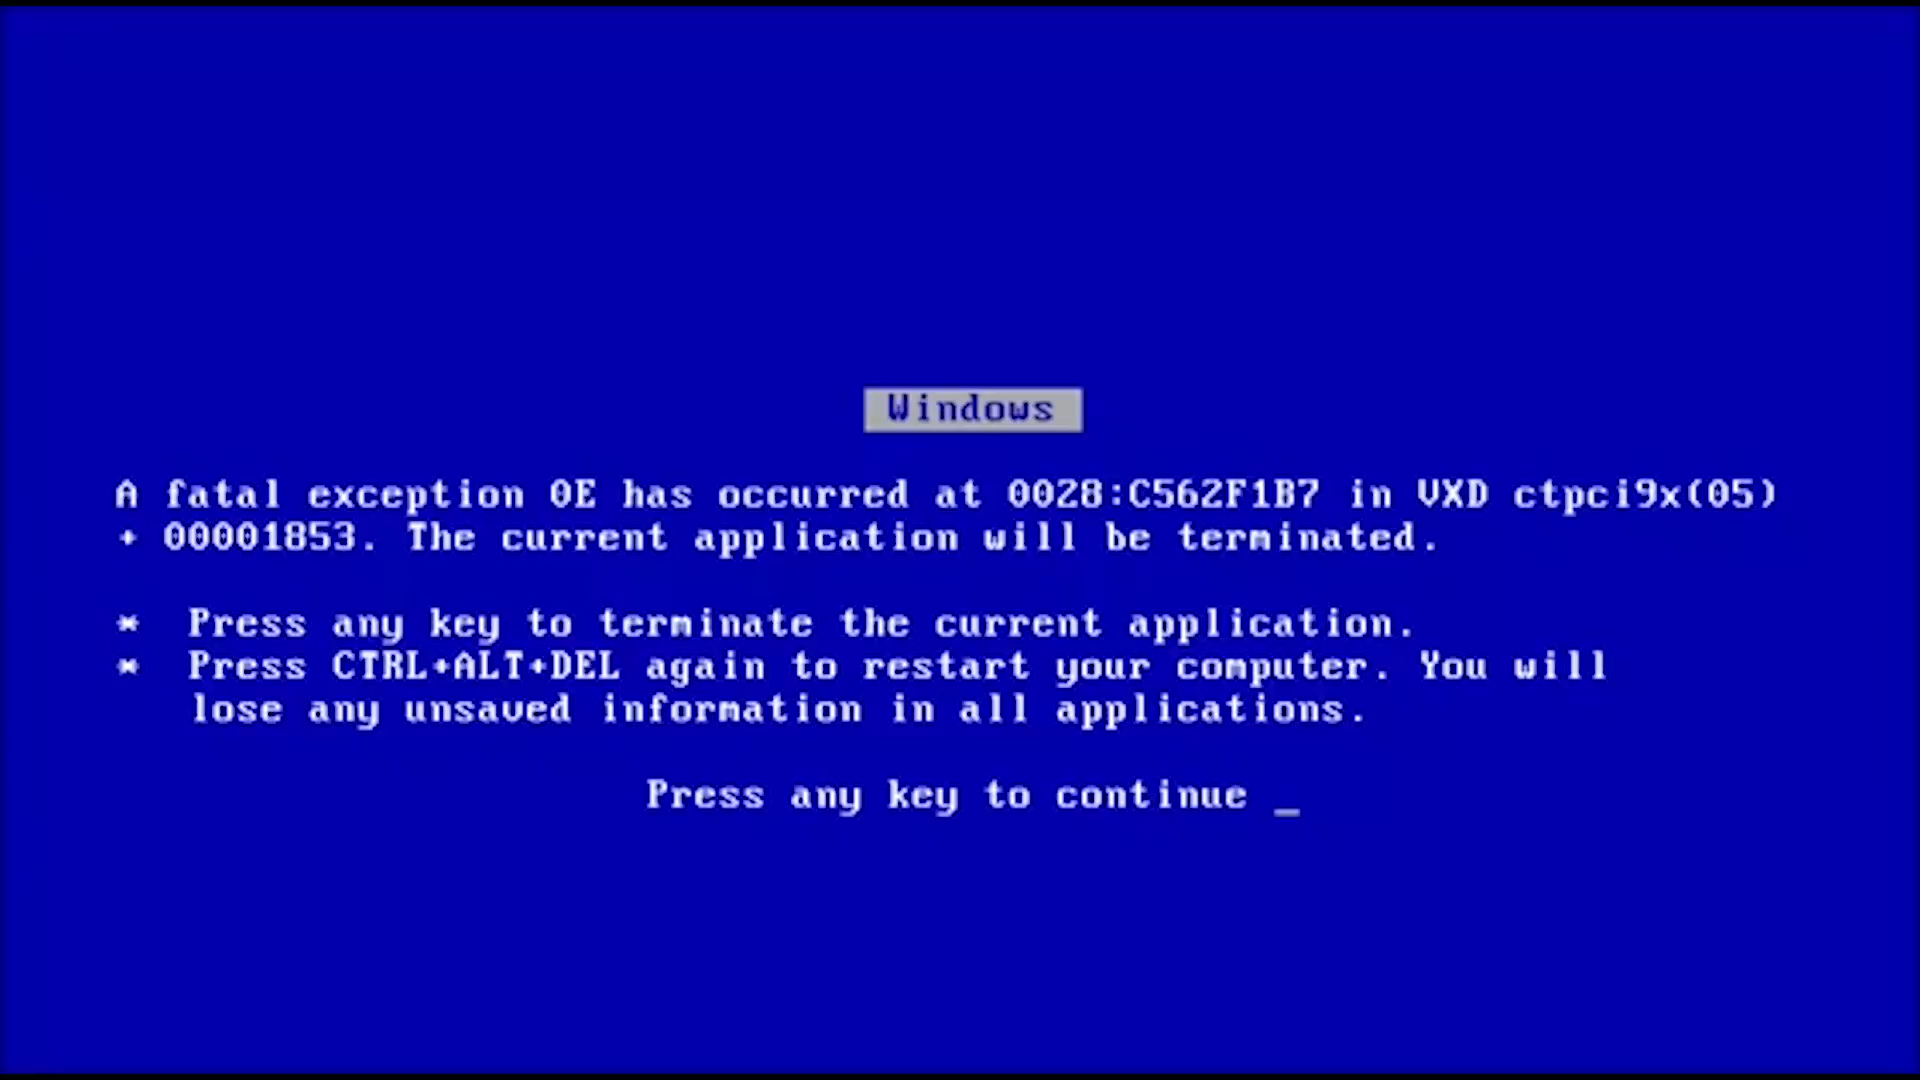 Windows
A fatal exception 0E has occurred at 0028:C562F1B7 in VXD ctpci9x(05)
+ 00001853. The current application will be terminated.
* Press any key to terminate the current application.
* Press CTRL+ALT+DEL again to restart your computer. You will
lose any unsaved information in all applications.
Press any key to continue _